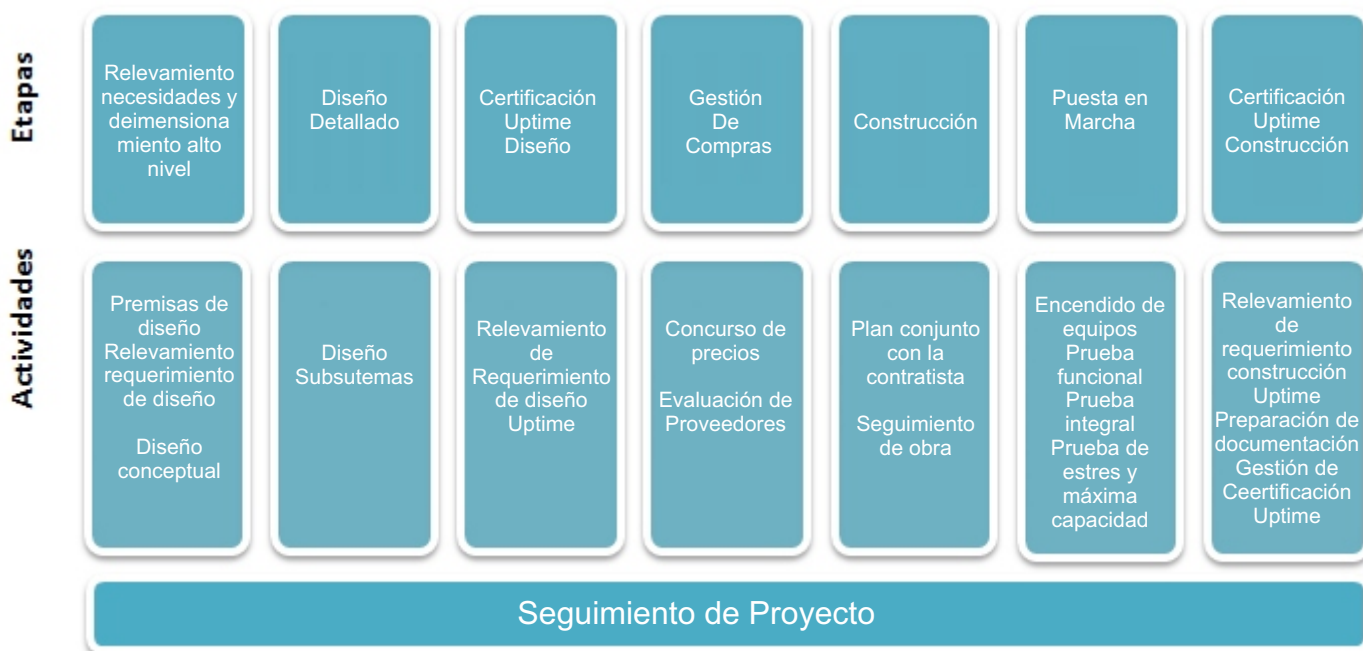 Etapas
Relevamiento
necesidades y
deimensiona
miento alto
nivel
Diseño
Detallado
Certificación
Uptime
Diseño
Gestión
De
Compras
Construcción
Puesta en
Marcha
Certificación
Uptime
Construcción
Actividades
Premisas de
diseño
Relevamiento
requerimiento
de diseño
Diseño
conceptual
Diseño
Subsutemas
Relevamiento
de
Requerimiento
de diseño
Uptime
Concurso de
precios
Evaluación de
Proveedores
Plan conjunto
con la
contratista
Seguimiento
de obra
Encendido de
equipos
Prueba
funcional
Prueba
integral
Prueba de
estres y
máxima
capacidad
Relevamiento
de
requerimiento
construcción
Uptime
Preparación de
documentación
Gestión de
Ceertificación
Uptime
Seguimiento de Proyecto